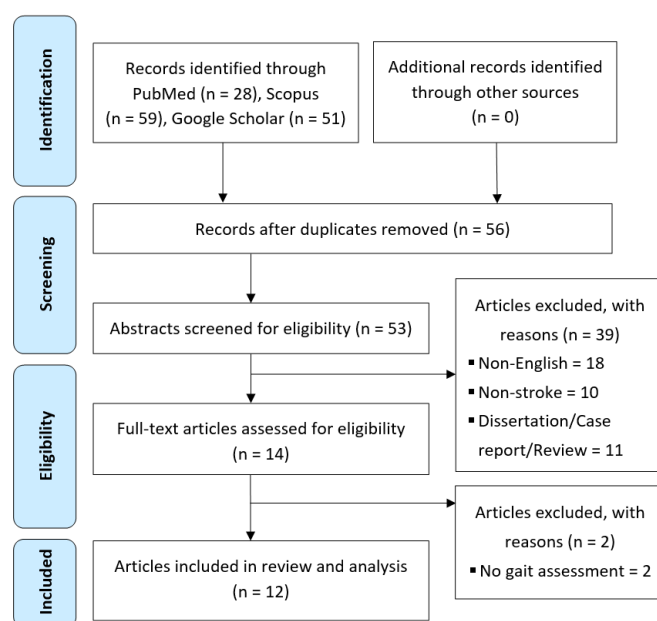 Identification
Records identified through
PubMed (n = 28), Scopus
(n = 59), Google Scholar (n = 51)
Additional records identified
through other sources
(n = 0)
Screening
Records after duplicates removed (n = 56)
Abstracts screened for eligibility (n = 53)
Articles excluded, with
reasons (n = 39)
▪ Non-English = 18
▪ Non-stroke = 10
▪ Dissertation/Case
report/Review = 11
Eligibility
Full-text articles assessed for eligibility
(n = 14)
Articles excluded, with
reasons (n = 2)
▪ No gait assessment = 2
Included
Articles included in review and analysis
(n = 12)